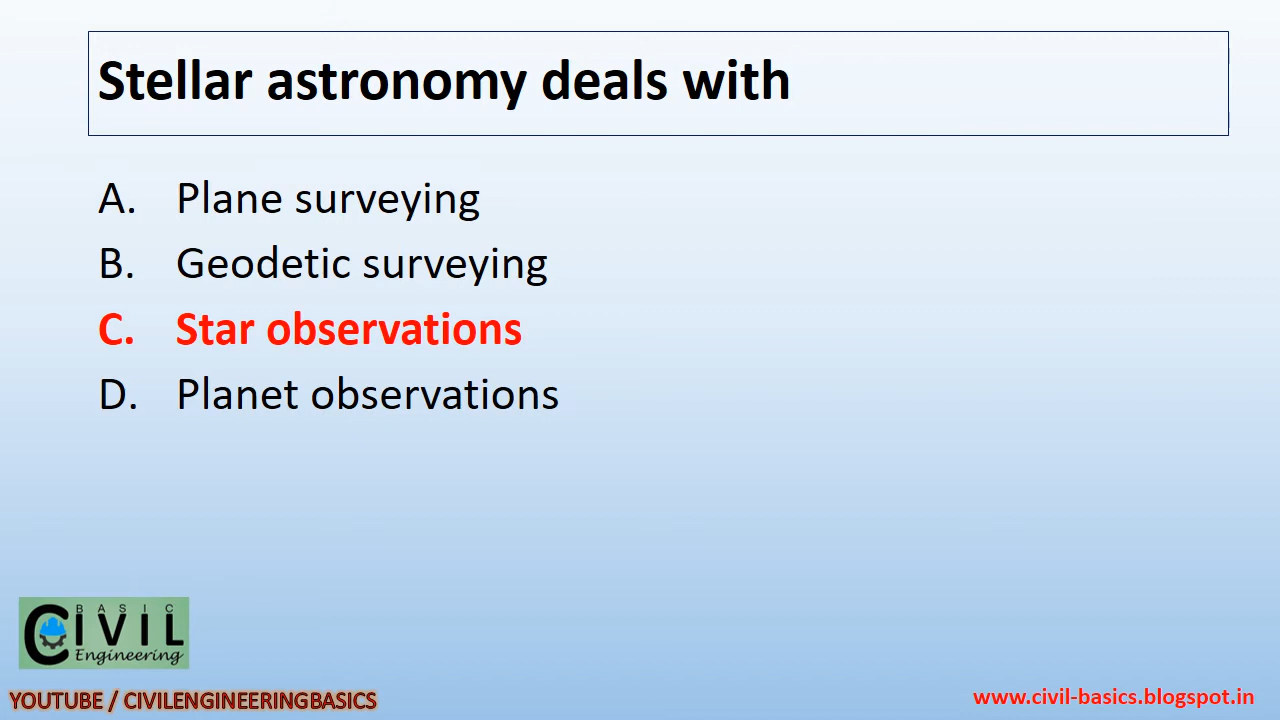 Stellar astronomy deals with
A. Plane surveying
B. Geodetic surveying
C. Star observations
D. Planet observations
BASIC
CIVIL
Engineering
YOUTUBE / CIVILENGINEERINGBASICS
www.civil-basics.blogspot.in